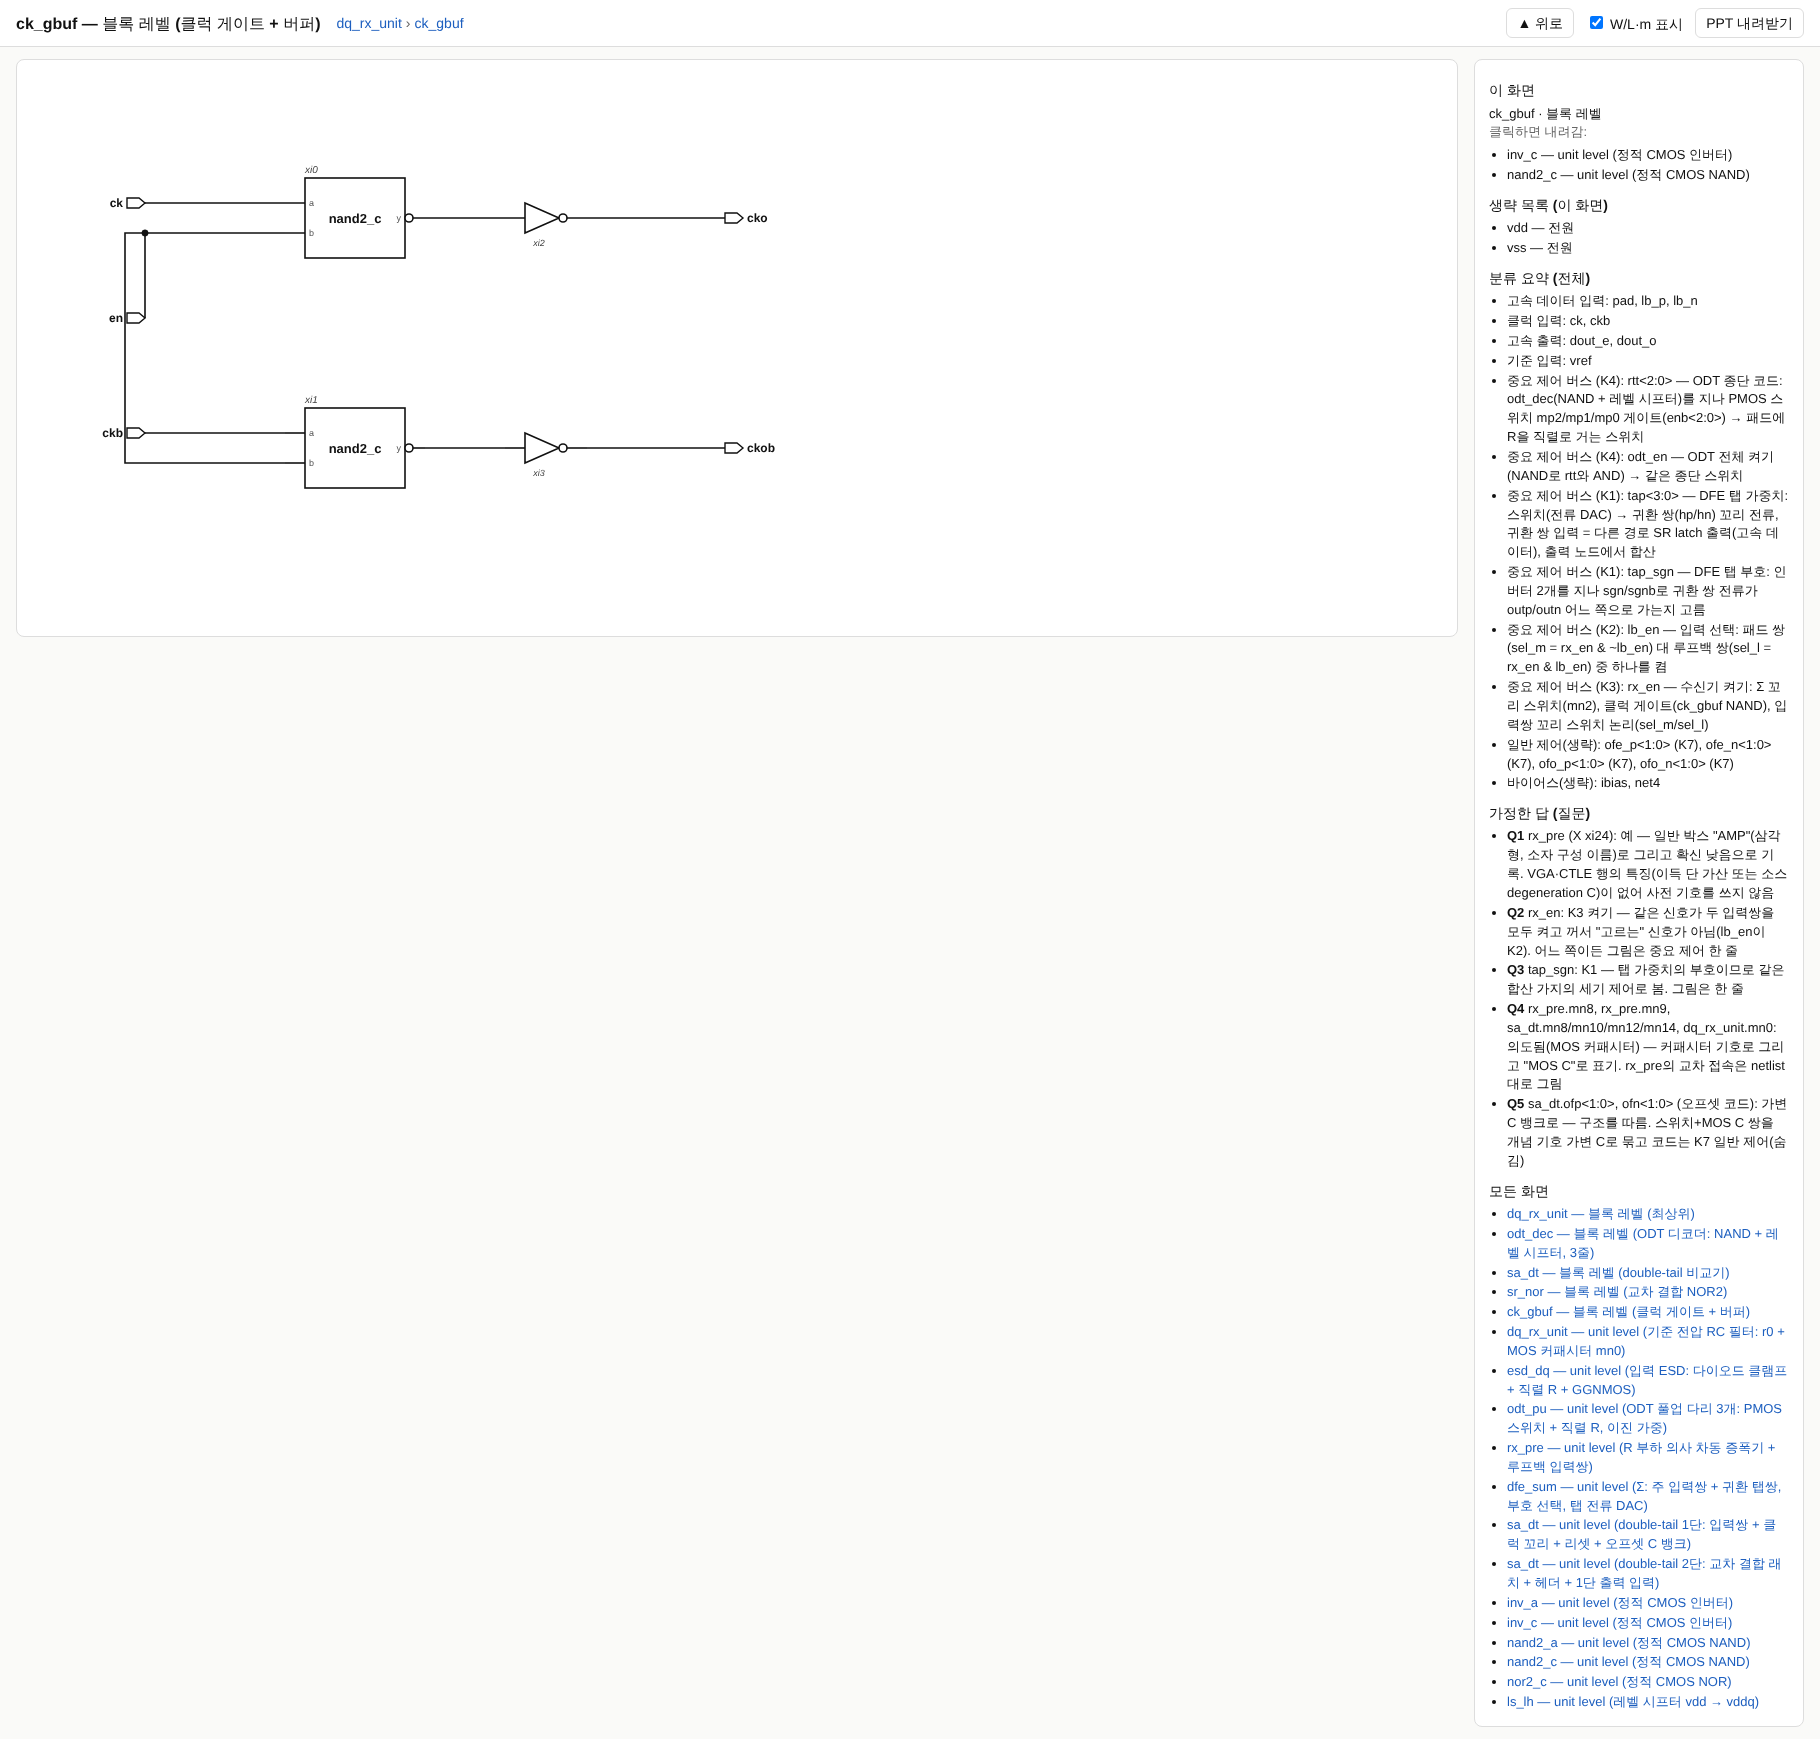 ck_gbuf — 블록 레벨 (클럭 게이트 + 버퍼) dq_rx_unit › ck_gbuf ▲ 위로 W/L·m 표시 PPT 내려받기
xi0
ck
a
nand2_c
y
b
xi2
cko
en
xi1
ckb
a
nand2_c
y
b
xi3
ckob
이 화면
ck_gbuf · 블록 레벨
클릭하면 내려감:
inv_c — unit level (정적 CMOS 인버터)
nand2_c — unit level (정적 CMOS NAND)
생략 목록 (이 화면)
vdd — 전원
vss — 전원
분류 요약 (전체)
고속 데이터 입력: pad, lb_p, lb_n
클럭 입력: ck, ckb
고속 출력: dout_e, dout_o
기준 입력: vref
중요 제어 버스 (K4): rtt<2:0> — ODT 종단 코드:
odt_dec(NAND + 레벨 시프터)를 지나 PMOS 스
위치 mp2/mp1/mp0 게이트(enb<2:0>) → 패드에
R을 직렬로 거는 스위치
중요 제어 버스 (K4): odt_en — ODT 전체 켜기
(NAND로 rtt와 AND) → 같은 종단 스위치
중요 제어 버스 (K1): tap<3:0> — DFE 탭 가중치:
스위치(전류 DAC) → 귀환 쌍(hp/hn) 꼬리 전류,
귀환 쌍 입력 = 다른 경로 SR latch 출력(고속 데
이터), 출력 노드에서 합산
중요 제어 버스 (K1): tap_sgn — DFE 탭 부호: 인
버터 2개를 지나 sgn/sgnb로 귀환 쌍 전류가
outp/outn 어느 쪽으로 가는지 고름
중요 제어 버스 (K2): lb_en — 입력 선택: 패드 쌍
(sel_m = rx_en & ~lb_en) 대 루프백 쌍(sel_l =
rx_en & lb_en) 중 하나를 켬
중요 제어 버스 (K3): rx_en — 수신기 켜기: Σ 꼬
리 스위치(mn2), 클럭 게이트(ck_gbuf NAND), 입
력쌍 꼬리 스위치 논리(sel_m/sel_l)
일반 제어(생략): ofe_p<1:0> (K7), ofe_n<1:0>
(K7), ofo_p<1:0> (K7), ofo_n<1:0> (K7)
바이어스(생략): ibias, net4
가정한 답 (질문)
Q1 rx_pre (X xi24): 예 — 일반 박스 "AMP"(삼각
형, 소자 구성 이름)로 그리고 확신 낮음으로 기
록. VGA·CTLE 행의 특징(이득 단 가산 또는 소스
degeneration C)이 없어 사전 기호를 쓰지 않음
Q2 rx_en: K3 켜기 — 같은 신호가 두 입력쌍을
모두 켜고 꺼서 "고르는" 신호가 아님(lb_en이
K2). 어느 쪽이든 그림은 중요 제어 한 줄
Q3 tap_sgn: K1 — 탭 가중치의 부호이므로 같은
합산 가지의 세기 제어로 봄. 그림은 한 줄
Q4 rx_pre.mn8, rx_pre.mn9,
sa_dt.mn8/mn10/mn12/mn14, dq_rx_unit.mn0:
의도됨(MOS 커패시터) — 커패시터 기호로 그리
고 "MOS C"로 표기. rx_pre의 교차 접속은 netlist
대로 그림
Q5 sa_dt.ofp<1:0>, ofn<1:0> (오프셋 코드): 가변
C 뱅크로 — 구조를 따름. 스위치+MOS C 쌍을
개념 기호 가변 C로 묶고 코드는 K7 일반 제어(숨
김)
모든 화면
dq_rx_unit — 블록 레벨 (최상위)
odt_dec — 블록 레벨 (ODT 디코더: NAND + 레
벨 시프터, 3줄)
sa_dt — 블록 레벨 (double-tail 비교기)
sr_nor — 블록 레벨 (교차 결합 NOR2)
ck_gbuf — 블록 레벨 (클럭 게이트 + 버퍼)
dq_rx_unit — unit level (기준 전압 RC 필터: r0 +
MOS 커패시터 mn0)
esd_dq — unit level (입력 ESD: 다이오드 클램프
+ 직렬 R + GGNMOS)
odt_pu — unit level (ODT 풀업 다리 3개: PMOS
스위치 + 직렬 R, 이진 가중)
rx_pre — unit level (R 부하 의사 차동 증폭기 +
루프백 입력쌍)
dfe_sum — unit level (Σ: 주 입력쌍 + 귀환 탭쌍,
부호 선택, 탭 전류 DAC)
sa_dt — unit level (double-tail 1단: 입력쌍 + 클
럭 꼬리 + 리셋 + 오프셋 C 뱅크)
sa_dt — unit level (double-tail 2단: 교차 결합 래
치 + 헤더 + 1단 출력 입력)
inv_a — unit level (정적 CMOS 인버터)
inv_c — unit level (정적 CMOS 인버터)
nand2_a — unit level (정적 CMOS NAND)
nand2_c — unit level (정적 CMOS NAND)
nor2_c — unit level (정적 CMOS NOR)
ls_lh — unit level (레벨 시프터 vdd → vddq)